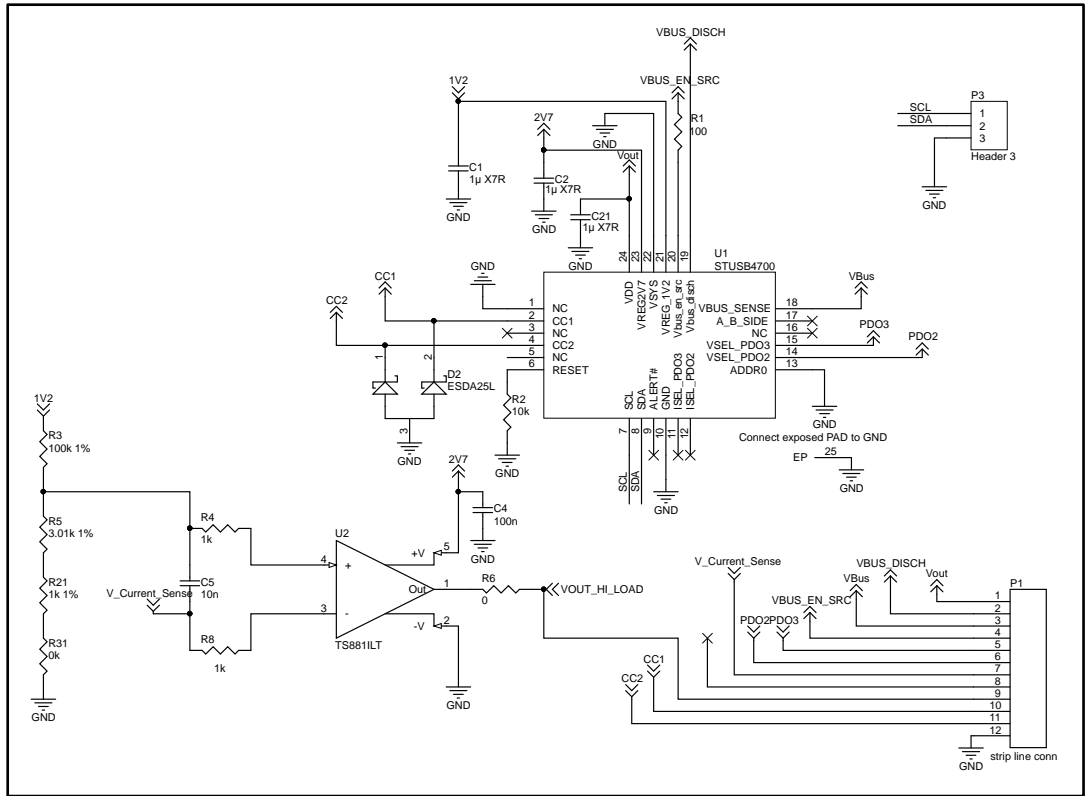 VBUS_DISCH
VBUS_EN_SRC
1V2
2V7
GND
R1
100
Vout
C1
1µ X7R
GND
C2
1µ X7R
GND
C21
1µ X7R
GND
P3
SCL
SDA
1
2
3
Header 3
GND
U1
STUSB4700
24
23
22
21
20
19
VDD
VREG2V7
VSYS
VREG_1V2
Vbus_en_src
Vbus_disch
CC1
CC2
GND
1
2
3
4
5
6
NC
CC1
NC
CC2
NC
RESET
VBUS_SENSE
A_B_SIDE
NC
VSEL_PDO3
VSEL_PDO2
ADDR0
18
17
16
15
14
13
VBus
PDO3
PDO2
GND
SCL
SDA
ALERT#
GND
ISEL_PDO3
ISEL_PDO2
7
8
9
10
11
12
SCL
SDA
GND
1
2
D2
ESDA25L
3
GND
R2
10k
GND
Connect exposed PAD to GND
EP
25
GND
1V2
R3
100k 1%
R5
3.01k 1%
R21
1k 1%
R31
0k
GND
V_Current_Sense
R4
1k
C5
10n
R8
1k
2V7
C4
100n
GND
U2
+V
5
4
+
3
-
Out
1
-V
2
TS881ILT
GND
R6
0
VOUT_HI_LOAD
V_Current_Sense
VBUS_DISCH
VBus
Vout
VBUS_EN_SRC
PDO2
PDO3
CC1
CC2
P1
1
2
3
4
5
6
7
8
9
10
11
12
GND
strip line conn